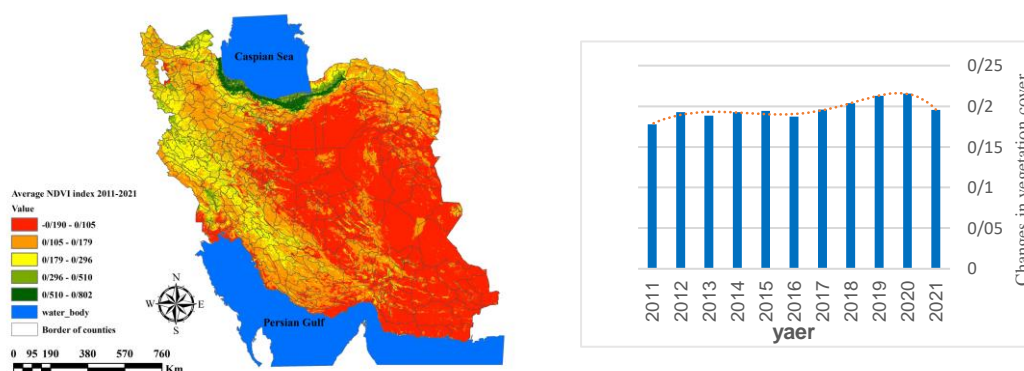 Caspian Sea
Average NDVI index 2011-2021
Value
-0/190 - 0/105
0/105 - 0/179
0/179 - 0/296
0/296 - 0/510
0/510 - 0/802
water_body
Border of counties
N
W E
S
Persian Gulf
0 95 190 380 570 760
Km
0/25
0/2
0/15
0/1
0/05
0
Changes in vegetation cover
2011 2012 2013 2014 2015 2016 2017 2018 2019 2020 2021
yaer